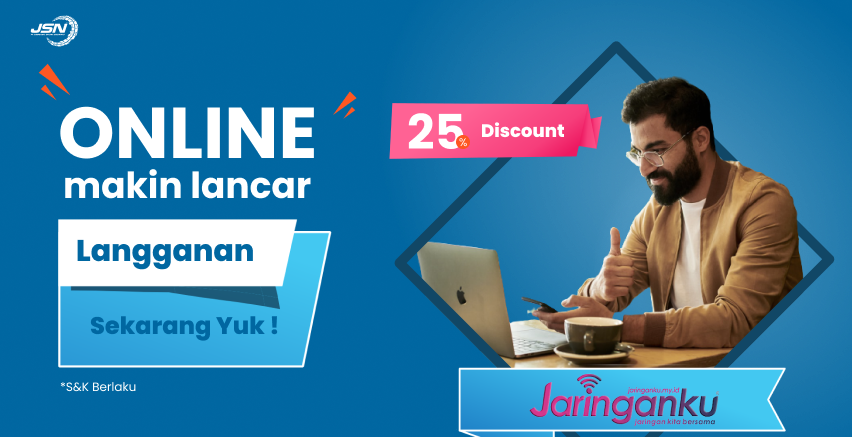 JSN
ONLINE
makin lancar
Langganan
Sekarang Yuk !
*S&K Berlaku
25% Discount
jaringanku.my.id
Jaringanku
jaringan kita bersama